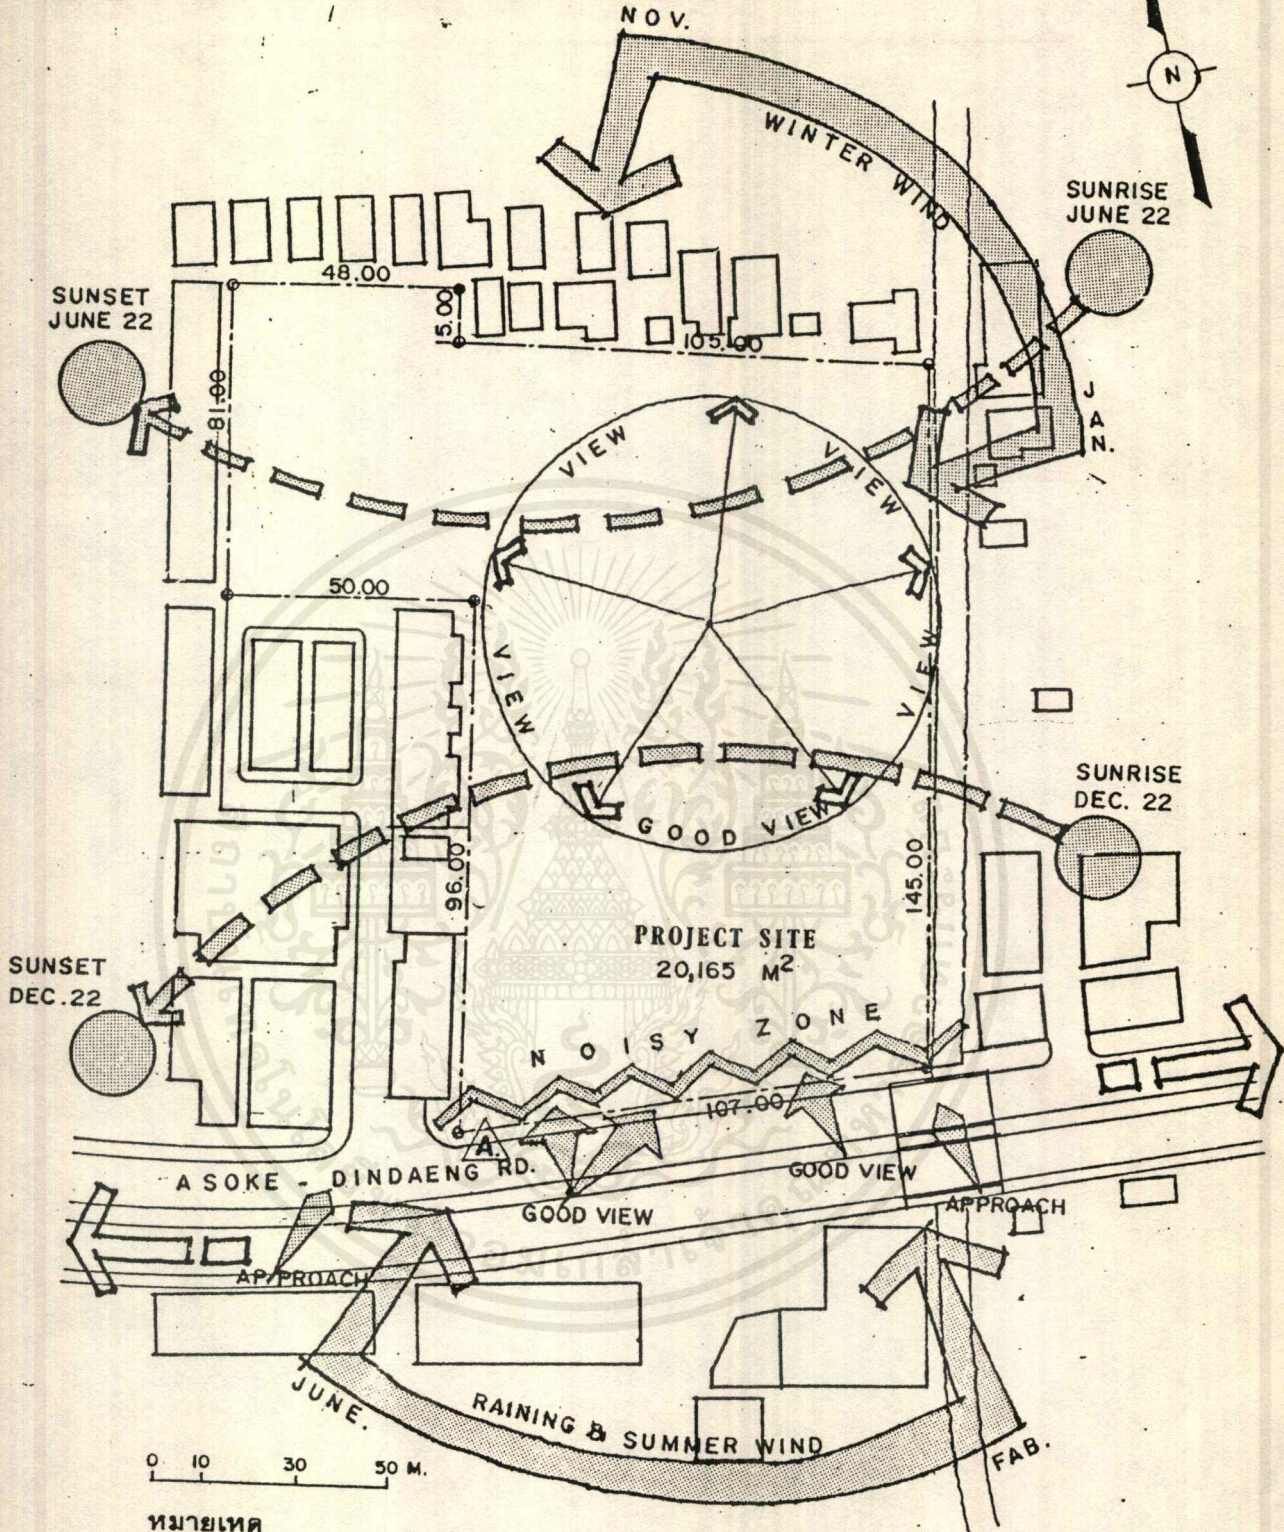 NOV.
N
WINTER WIND
SUNRISE
JUNE 22
48.00
SUNSET
JUNE 22
15.00
105.00
81.00
JAN.
VIEW
VIEW
50.00
VIEW
VIEW
GOOD VIEW
SUNRISE
DEC. 22
96.00
145.00
PROJECT SITE
20,165 M²
SUNSET
DEC. 22
NOISY ZONE
107.00
A.
ASOKE - DINDAENG RD.
GOOD VIEW
GOOD VIEW
APPROACH
APPROACH
JUNE.
RAINING & SUMMER WIND
FAB.
0 10 30 50 M.
หมายเหตุ